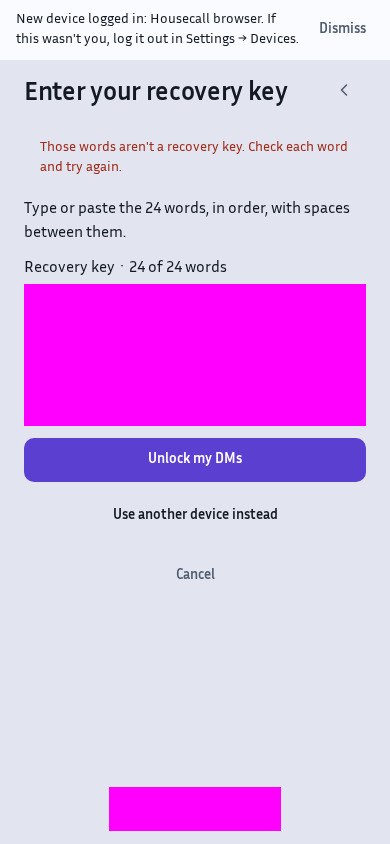 New device logged in: Housecall browser. If
this wasn't you, log it out in Settings → Devices.
Dismiss
Enter your recovery key
Those words aren't a recovery key. Check each word
and try again.
Type or paste the 24 words, in order, with spaces
between them.
Recovery key · 24 of 24 words
Unlock my DMs
Use another device instead
Cancel